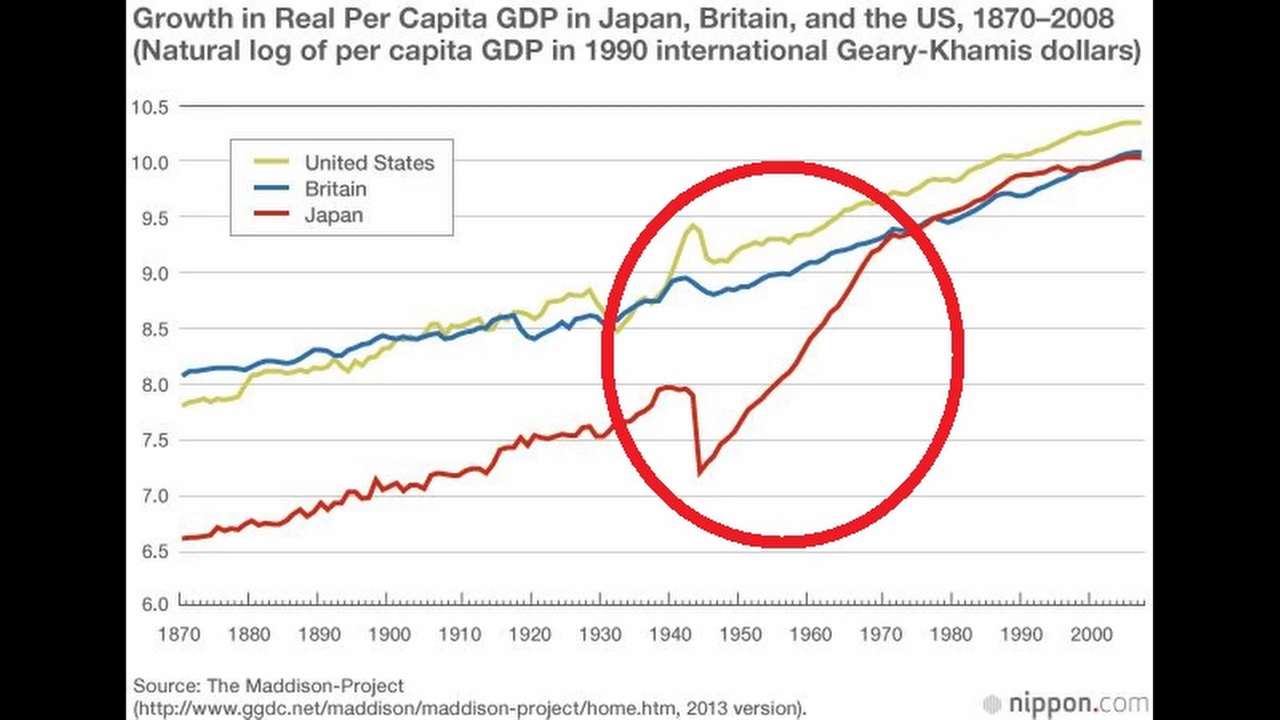 Growth in Real Per Capita GDP in Japan, Britain, and the US, 1870–2008
(Natural log of per capita GDP in 1990 international Geary-Khamis dollars)
10.5
United States
10.0
Britain
Japan
9.5
9.0
8.5
8.0
7.5
7.0
6.5
6.0
1870 1880 1890 1900 1910 1920 1930 1940 1950 1960 1970 1980 1990 2000
Source: The Maddison-Project
(http://www.ggdc.net/maddison/maddison-project/home.htm, 2013 version).
nippon.com